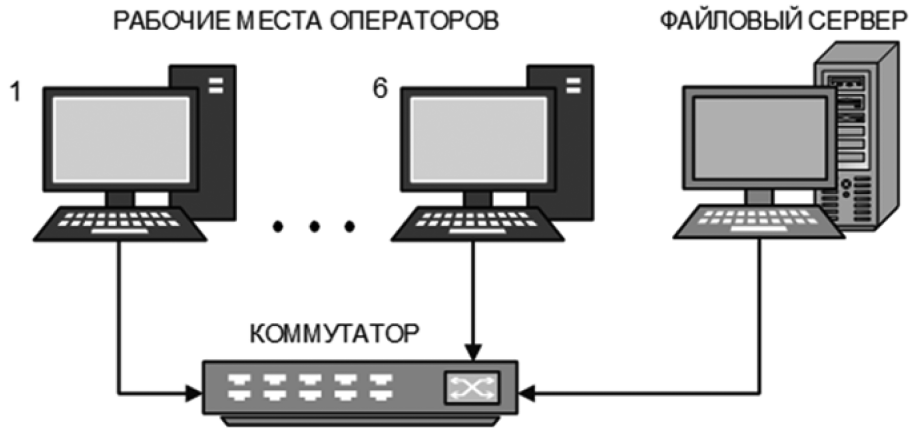 РАБОЧИЕ МЕСТА ОПЕРАТОРОВ
ФАЙЛОВЫЙ СЕРВЕР
1
6
КОММУТАТОР